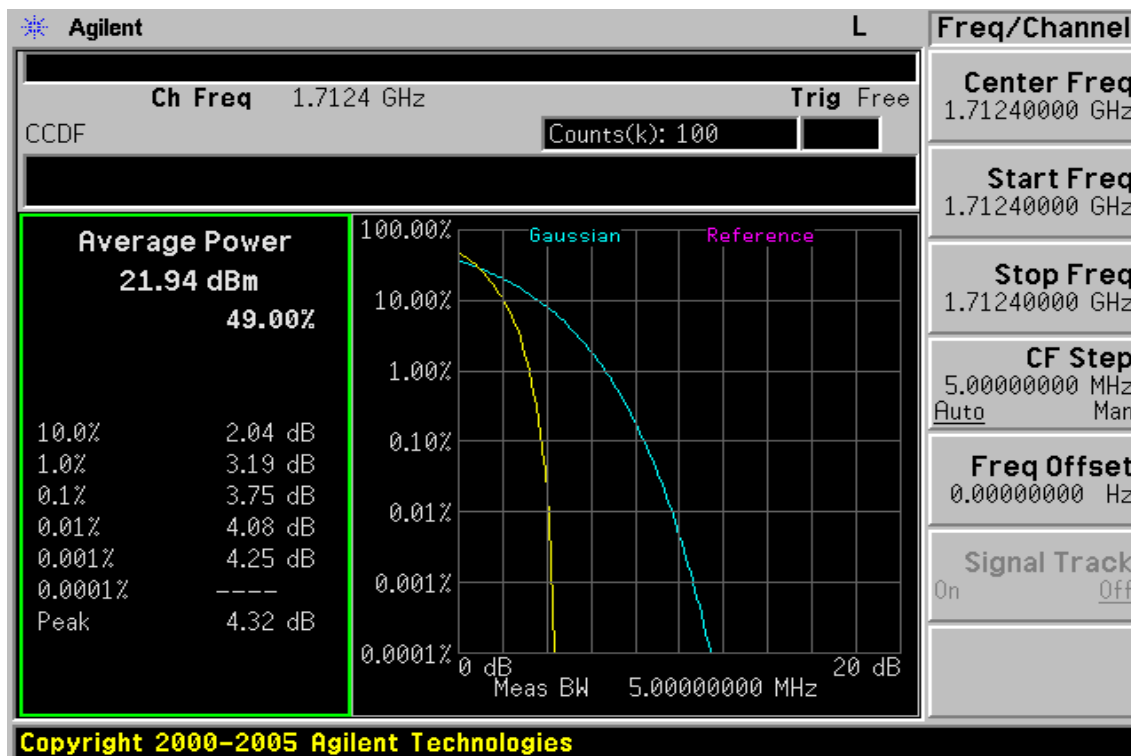 Agilent L Freq/Channel
Ch Freq 1.7124 GHz Trig Free
CCDF Counts(k): 100
Average Power
21.94 dBm
49.00%
10.0% 2.04 dB
1.0% 3.19 dB
0.1% 3.75 dB
0.01% 4.08 dB
0.001% 4.25 dB
0.0001% ----
Peak 4.32 dB
Gaussian Reference
100.00%
10.00%
1.00%
0.10%
0.01%
0.001%
0.0001%
0 dB 20 dB
Meas BW 5.00000000 MHz
Center Freq
1.71240000 GHz
Start Freq
1.71240000 GHz
Stop Freq
1.71240000 GHz
CF Step
5.00000000 MHz
Auto Man
Freq Offset
0.00000000 Hz
Signal Track
On Off
Copyright 2000-2005 Agilent Technologies